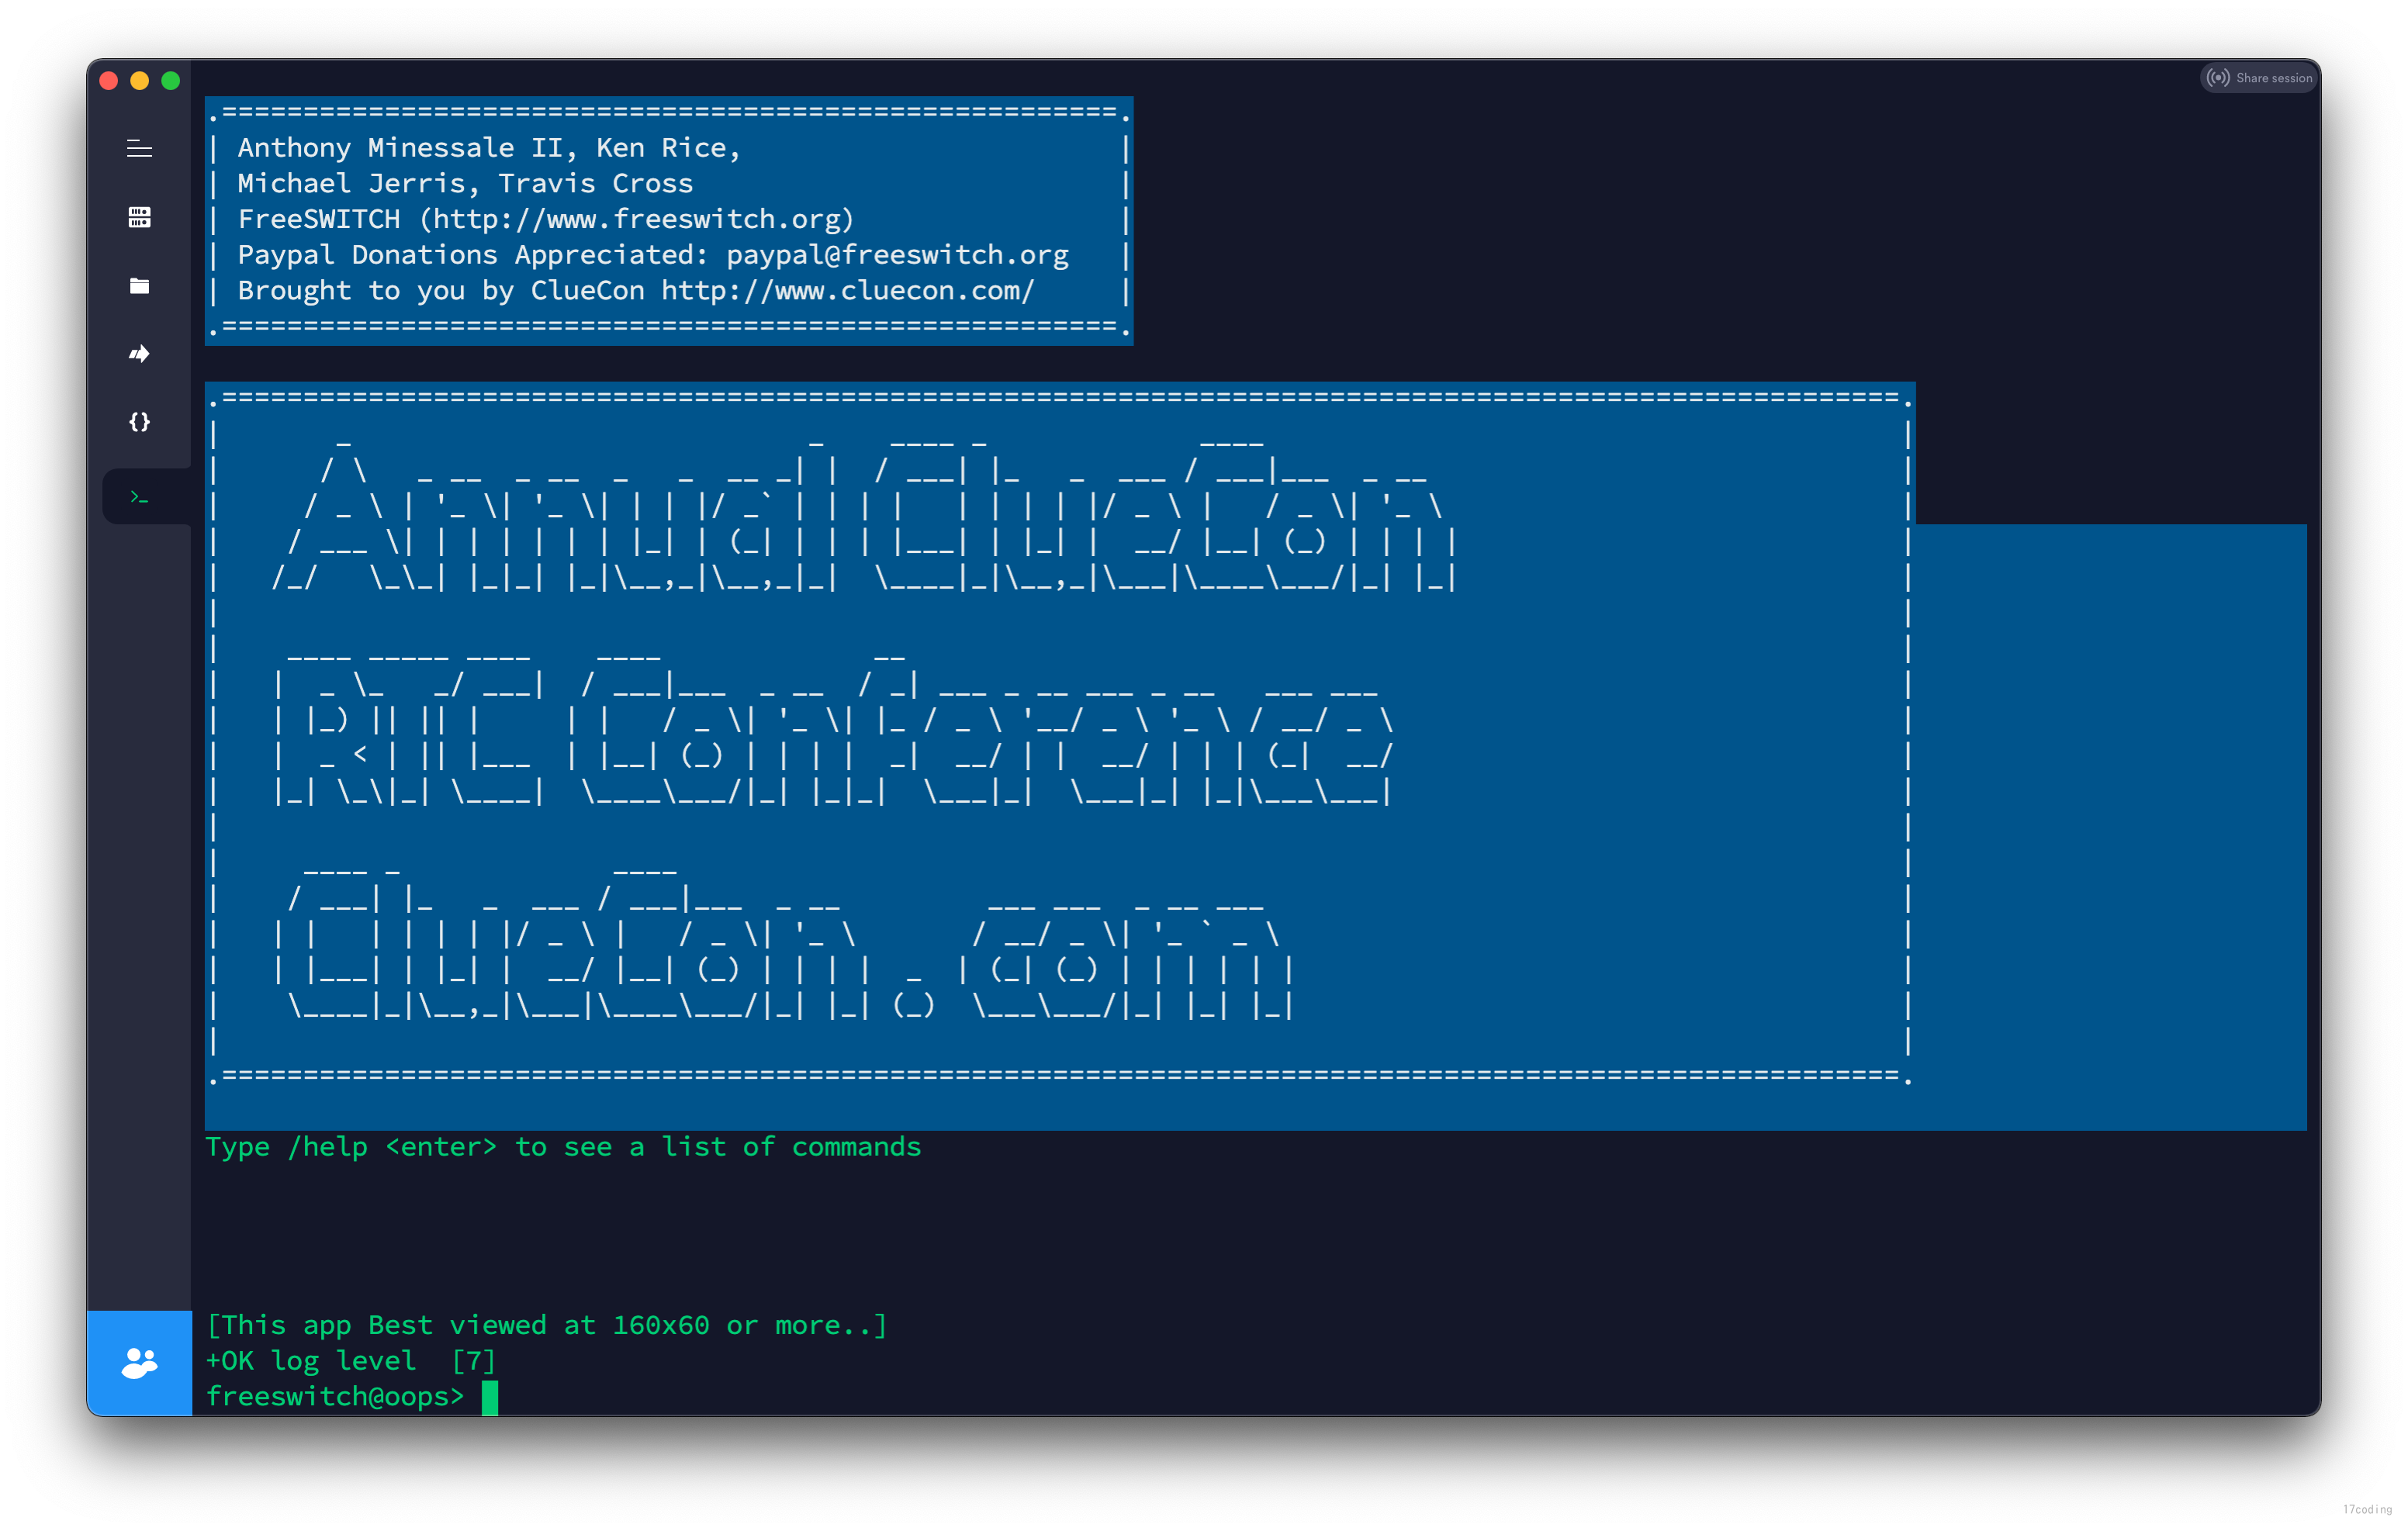 Share session
Anthony Minessale II, Ken Rice,
Michael Jerris, Travis Cross
FreeSWITCH (http://www.freeswitch.org)
Paypal Donations Appreciated: paypal@freeswitch.org
Brought to you by ClueCon http://www.cluecon.com/
Annual ClueCon
RTC Conference
ClueCon.com
Type /help <enter> to see a list of commands
[This app Best viewed at 160x60 or more..]
+OK log level  [7]
freeswitch@oops>
17coding